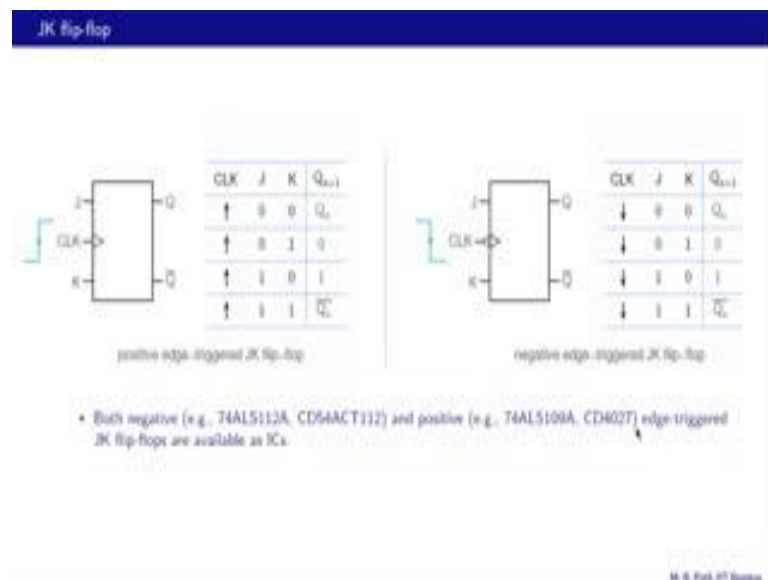 JK flip-flop
CLK J K Qₙ₊₁
↑ 0 0 Qₙ
↑ 0 1 0
↑ 1 0 1
↑ 1 1 Q̅ₙ
J
CLK
K
Q
Q̅
positive edge-triggered JK flip-flop
CLK J K Qₙ₊₁
↓ 0 0 Qₙ
↓ 0 1 0
↓ 1 0 1
↓ 1 1 Q̅ₙ
J
CLK
K
Q
Q̅
negative edge-triggered JK flip-flop
• Both negative (e.g., 74ALS112A, CD54ACT112) and positive (e.g., 74ALS109A, CD4027) edge-triggered
JK flip-flops are available as ICs.